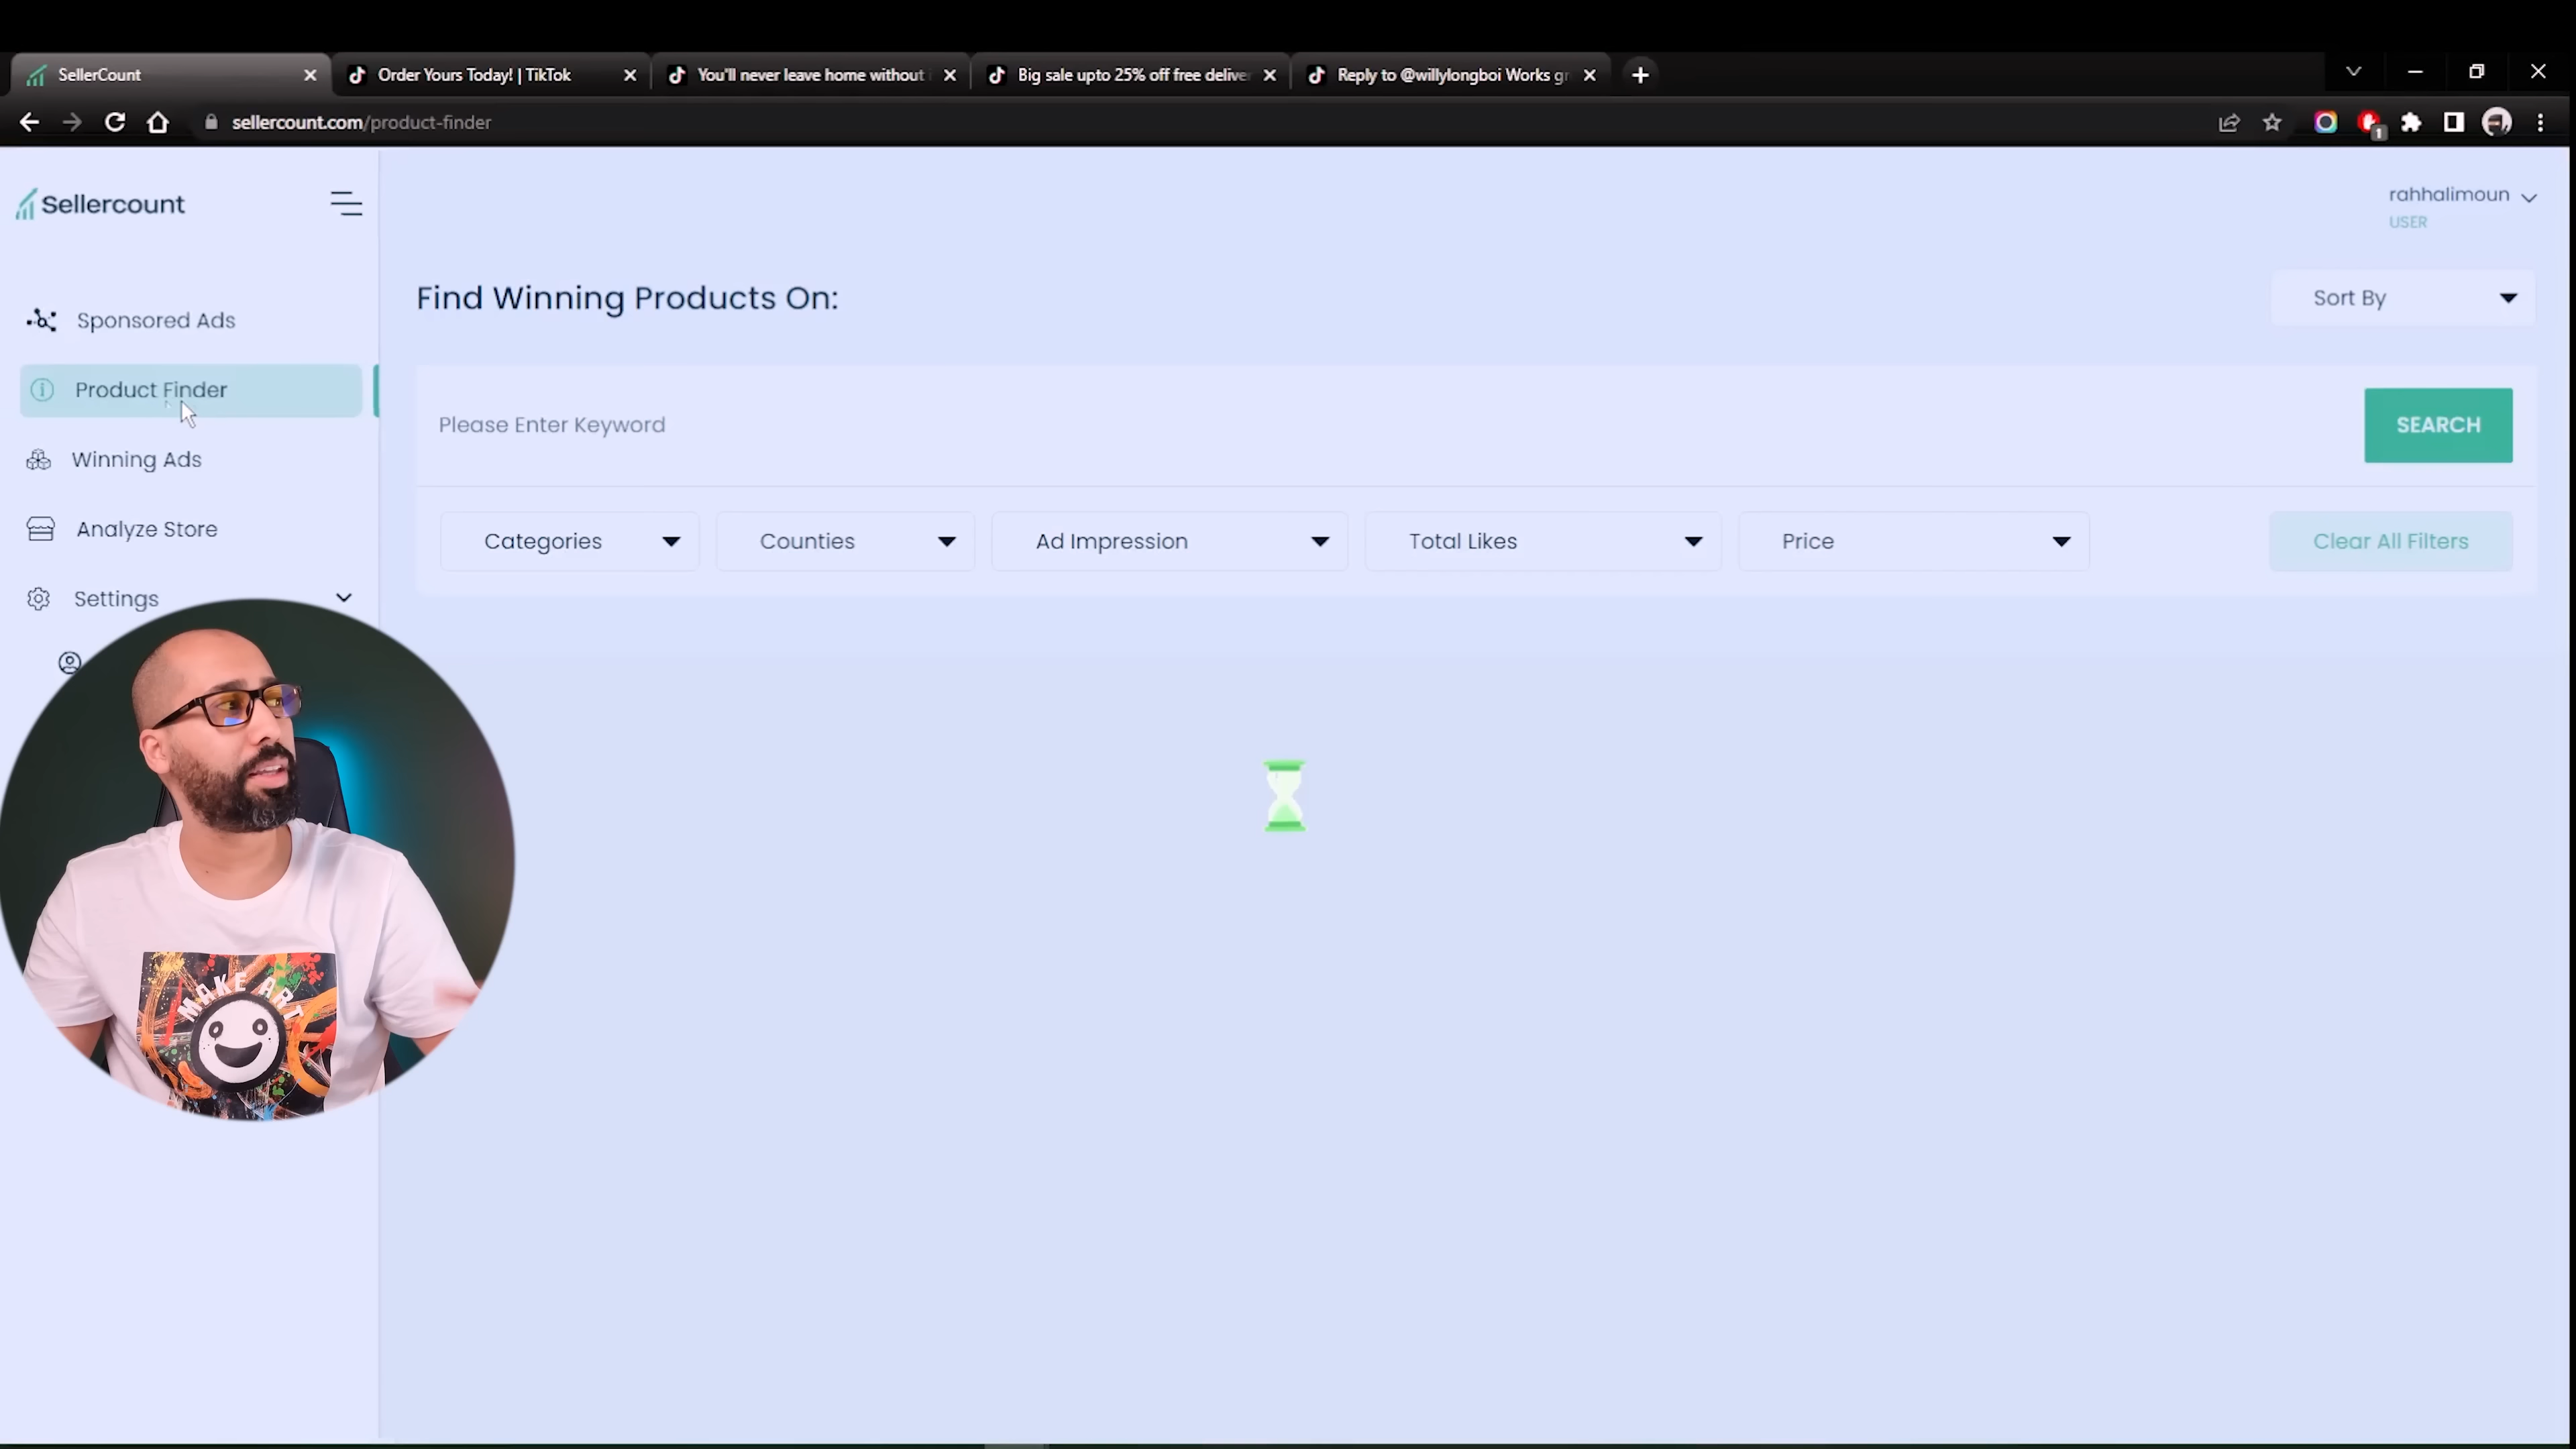 SellerCount
Order Yours Today! | TikTok
You'll never leave home without
Big sale upto 25% off free deliver
Reply to @willylongboi Works gr
sellercount.com/product-finder
1
Sellercount
rahhalimoun
USER
Sponsored Ads
Product Finder
Winning Ads
Analyze Store
Settings
Find Winning Products On:
Sort By
Please Enter Keyword
SEARCH
Categories
Counties
Ad Impression
Total Likes
Price
Clear All Filters
MAKE ART